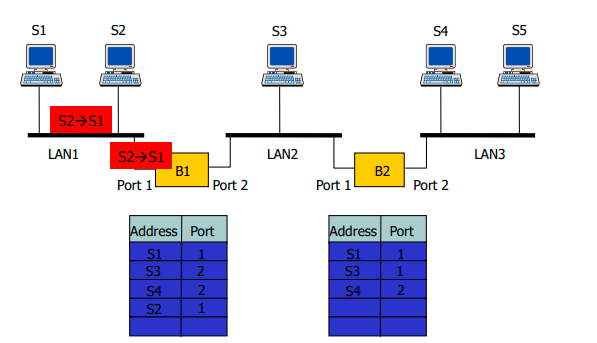 S1 S2 S3 S4 S5
S2→S1
LAN1 LAN2 LAN3
S2→S1
B1 B2
Port 1 Port 2 Port 1 Port 2
Address Port
S1 1
S3 2
S4 2
S2 1
Address Port
S1 1
S3 1
S4 2